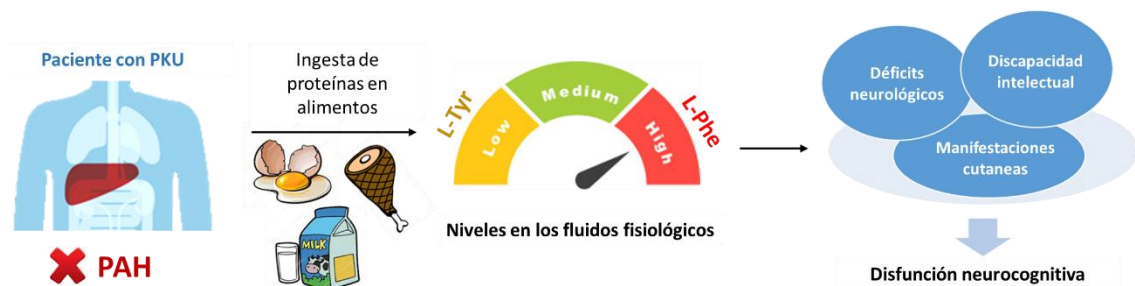 Paciente con PKU
PAH
Ingesta de
proteínas en
alimentos
MILK
L-Tyr
Low
Medium
High
L-Phe
Niveles en los fluidos fisiológicos
Déficits
neurológicos
Discapacidad
intelectual
Manifestaciones
cutaneas
Disfunción neurocognitiva